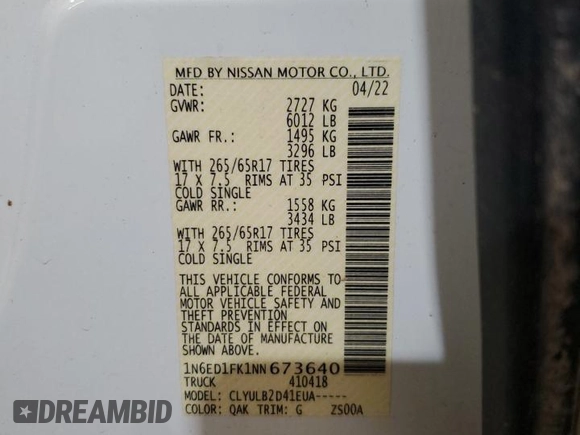 MFD BY NISSAN MOTOR CO., LTD.
DATE: 04/22
GVWR: 2727 KG
6012 LB
GAWR FR.: 1495 KG
3296 LB
WITH 265/65R17 TIRES
17 X 7.5 RIMS AT 35 PSI
COLD SINGLE
GAWR RR.: 1558 KG
3434 LB
WITH 265/65R17 TIRES
17 X 7.5 RIMS AT 35 PSI
COLD SINGLE
THIS VEHICLE CONFORMS TO
ALL APPLICABLE FEDERAL
MOTOR VEHICLE SAFETY AND
THEFT PREVENTION
STANDARDS IN EFFECT ON
THE DATE OF MANUFACTURE
SHOWN ABOVE.
1N6ED1FK1NN673640
TRUCK 410418
MODEL: CLYULB2D41EUA-----
COLOR: QAK TRIM: G ZS00A
BIDHISTORY